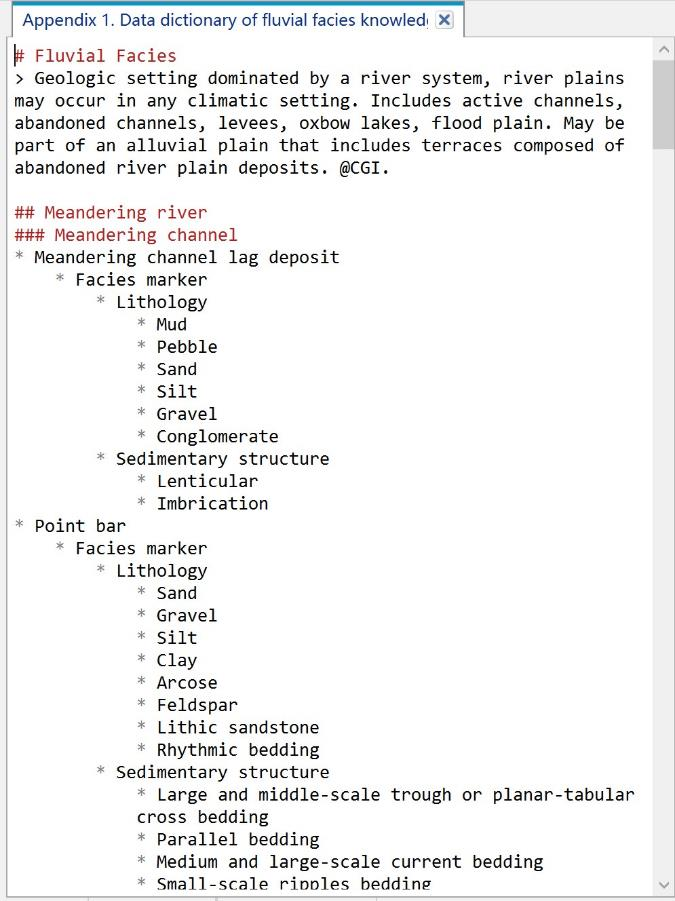 Appendix 1. Data dictionary of fluvial facies knowled
# Fluvial Facies
> Geologic setting dominated by a river system, river plains
may occur in any climatic setting. Includes active channels,
abandoned channels, levees, oxbow lakes, flood plain. May be
part of an alluvial plain that includes terraces composed of
abandoned river plain deposits. @CGI.
## Meandering river
### Meandering channel
* Meandering channel lag deposit
* Facies marker
* Lithology
* Mud
* Pebble
* Sand
* Silt
* Gravel
* Conglomerate
* Sedimentary structure
* Lenticular
* Imbrication
* Point bar
* Facies marker
* Lithology
* Sand
* Gravel
* Silt
* Clay
* Arcose
* Feldspar
* Lithic sandstone
* Rhythmic bedding
* Sedimentary structure
* Large and middle-scale trough or planar-tabular
cross bedding
* Parallel bedding
* Medium and large-scale current bedding
* Small-scale ripples bedding